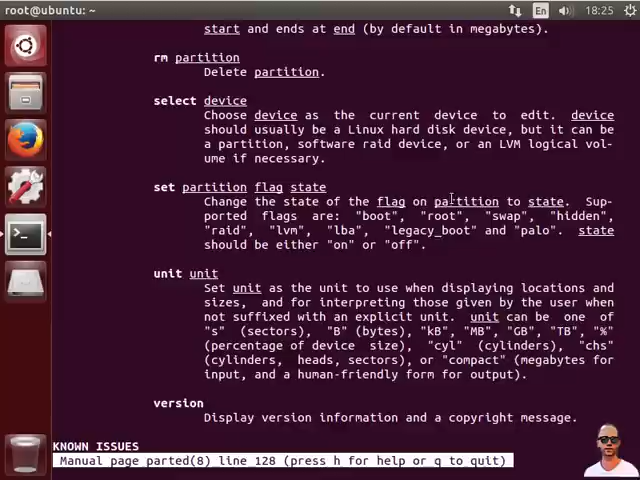 root@ubuntu: ~
En
18:25
start and ends at end (by default in megabytes).
rm partition
Delete partition.
select device
Choose device as the current device to edit. device
should usually be a Linux hard disk device, but it can be
a partition, software raid device, or an LVM logical vol-
ume if necessary.
set partition flag state
Change the state of the flag on partition to state. Sup-
ported flags are: "boot", "root", "swap", "hidden",
"raid", "lvm", "lba", "legacy_boot" and "palo". state
should be either "on" or "off".
unit unit
Set unit as the unit to use when displaying locations and
sizes, and for interpreting those given by the user when
not suffixed with an explicit unit. unit can be one of
"s" (sectors), "B" (bytes), "kB", "MB", "GB", "TB", "%"
(percentage of device size), "cyl" (cylinders), "chs"
(cylinders, heads, sectors), or "compact" (megabytes for
input, and a human-friendly form for output).
version
Display version information and a copyright message.
KNOWN ISSUES
Manual page parted(8) line 128 (press h for help or q to quit)